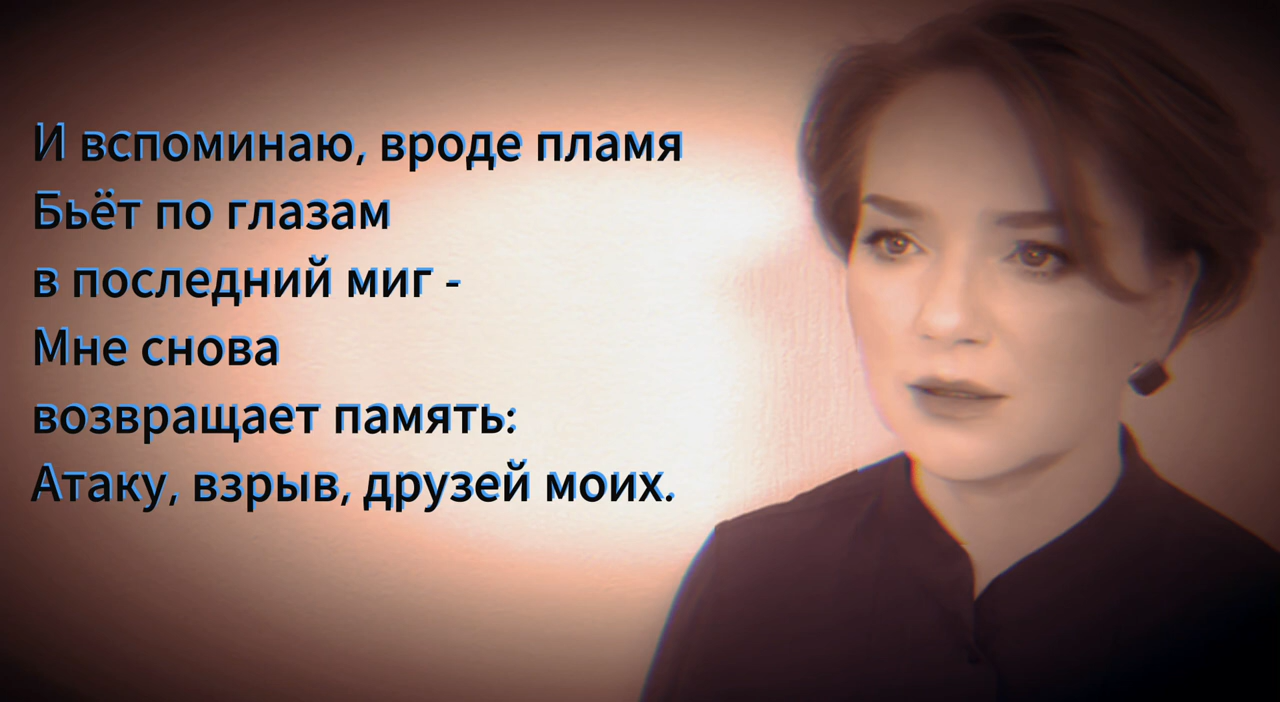 И вспоминаю, вроде пламя
Бьёт по глазам
в последний миг -
Мне снова
возвращает память:
Атаку, взрыв, друзей моих.